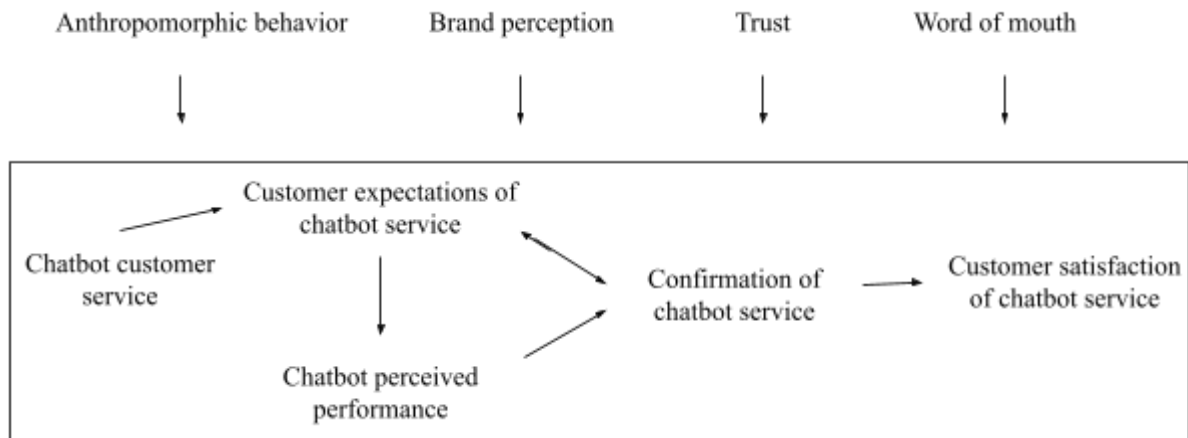 Anthropomorphic behavior
Brand perception
Trust
Word of mouth
Customer expectations of
chatbot service
Chatbot customer
service
Confirmation of
chatbot service
Customer satisfaction
of chatbot service
Chatbot perceived
performance